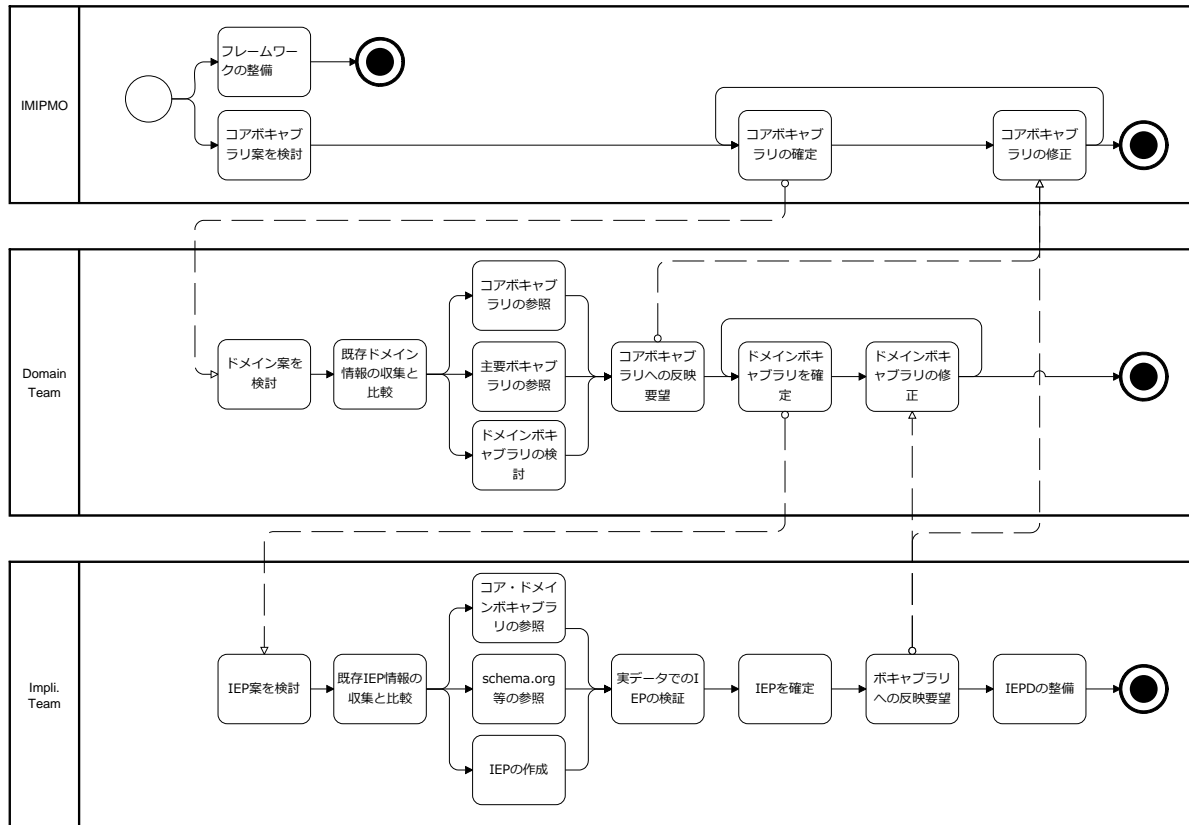 IMIPMO
フレームワー
クの整備
コアボキャブ
ラリ案を検討
コアボキャブ
ラリの確定
コアボキャブ
ラリの修正
Domain
Team
ドメイン案を
検討
既存ドメイン
情報の収集と
比較
コアボキャブ
ラリの参照
主要ボキャブ
ラリの参照
ドメインボキ
ャブラリの検
討
コアボキャブ
ラリへの反映
要望
ドメインボキ
ャブラリを確
定
ドメインボキ
ャブラリの修
正
Impli.
Team
IEP案を検討
既存IEP情報の
収集と比較
コア・ドメイ
ンボキャブラ
リの参照
schema.org
等の参照
IEPの作成
実データでのI
EPの検証
IEPを確定
ボキャブラリ
への反映要望
IEPDの整備